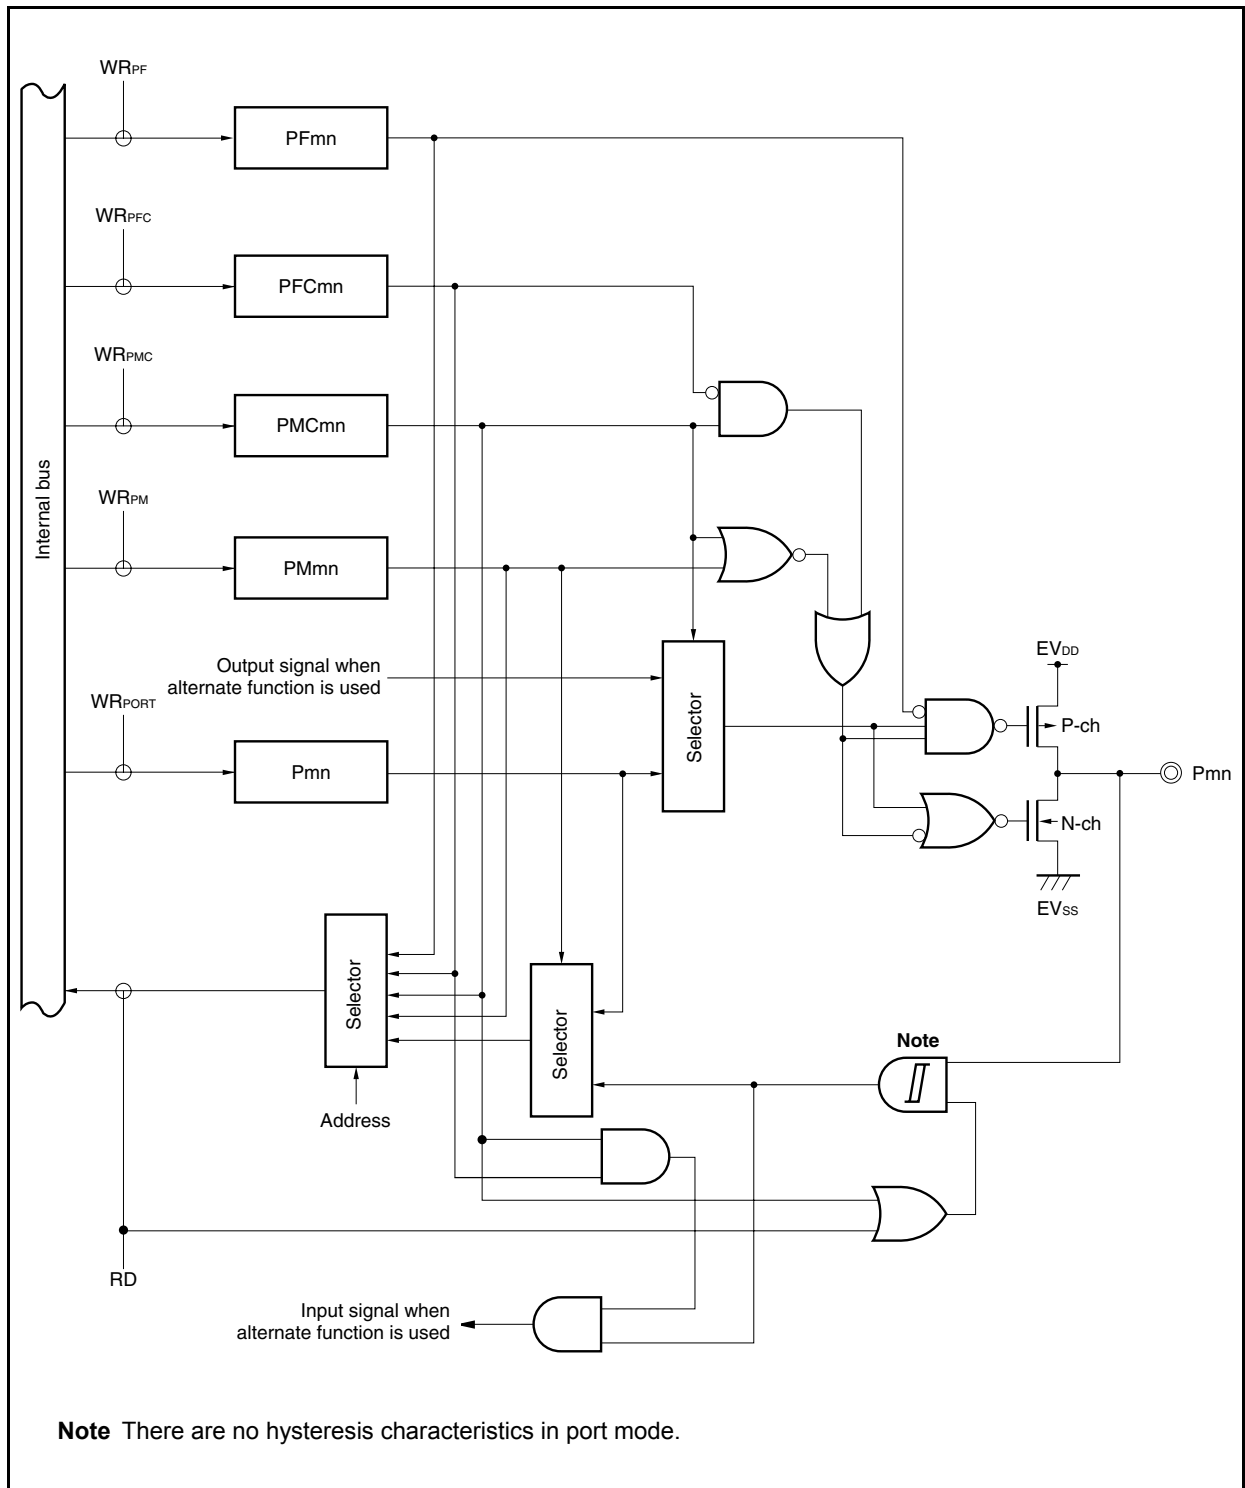 WRPF
PFmn
WRPFC
PFCmn
WRPMC
PMCmn
Internal bus
WRPM
PMmn
Output signal when
alternate function is used
Selector
EVDD
P-ch
WRPORT
Pmn
Pmn
N-ch
EVSS
Selector
Selector
Note
Address
RD
Input signal when
alternate function is used
Note There are no hysteresis characteristics in port mode.